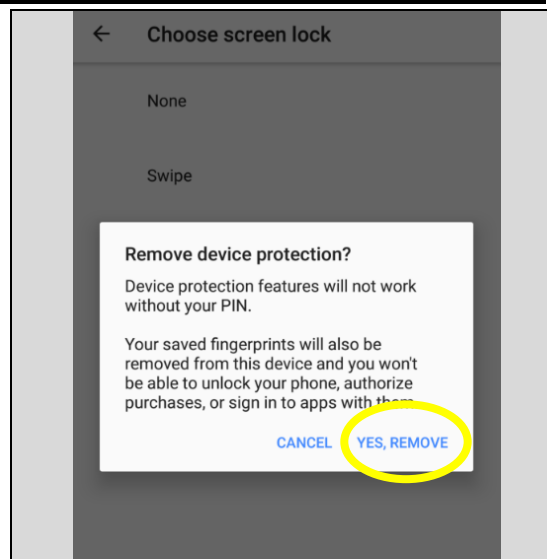 Choose screen lock
None
Swipe
Remove device protection?
Device protection features will not work
without your PIN.
Your saved fingerprints will also be
removed from this device and you won't
be able to unlock your phone, authorize
purchases, or sign in to apps with them.
CANCEL YES, REMOVE